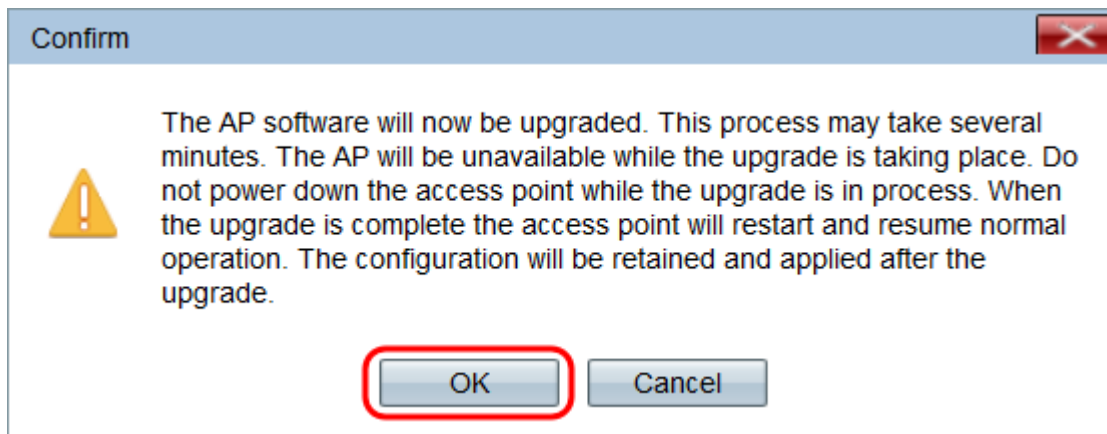 Confirm
The AP software will now be upgraded. This process may take several
minutes. The AP will be unavailable while the upgrade is taking place. Do
not power down the access point while the upgrade is in process. When
the upgrade is complete the access point will restart and resume normal
operation. The configuration will be retained and applied after the
upgrade.
OK
Cancel